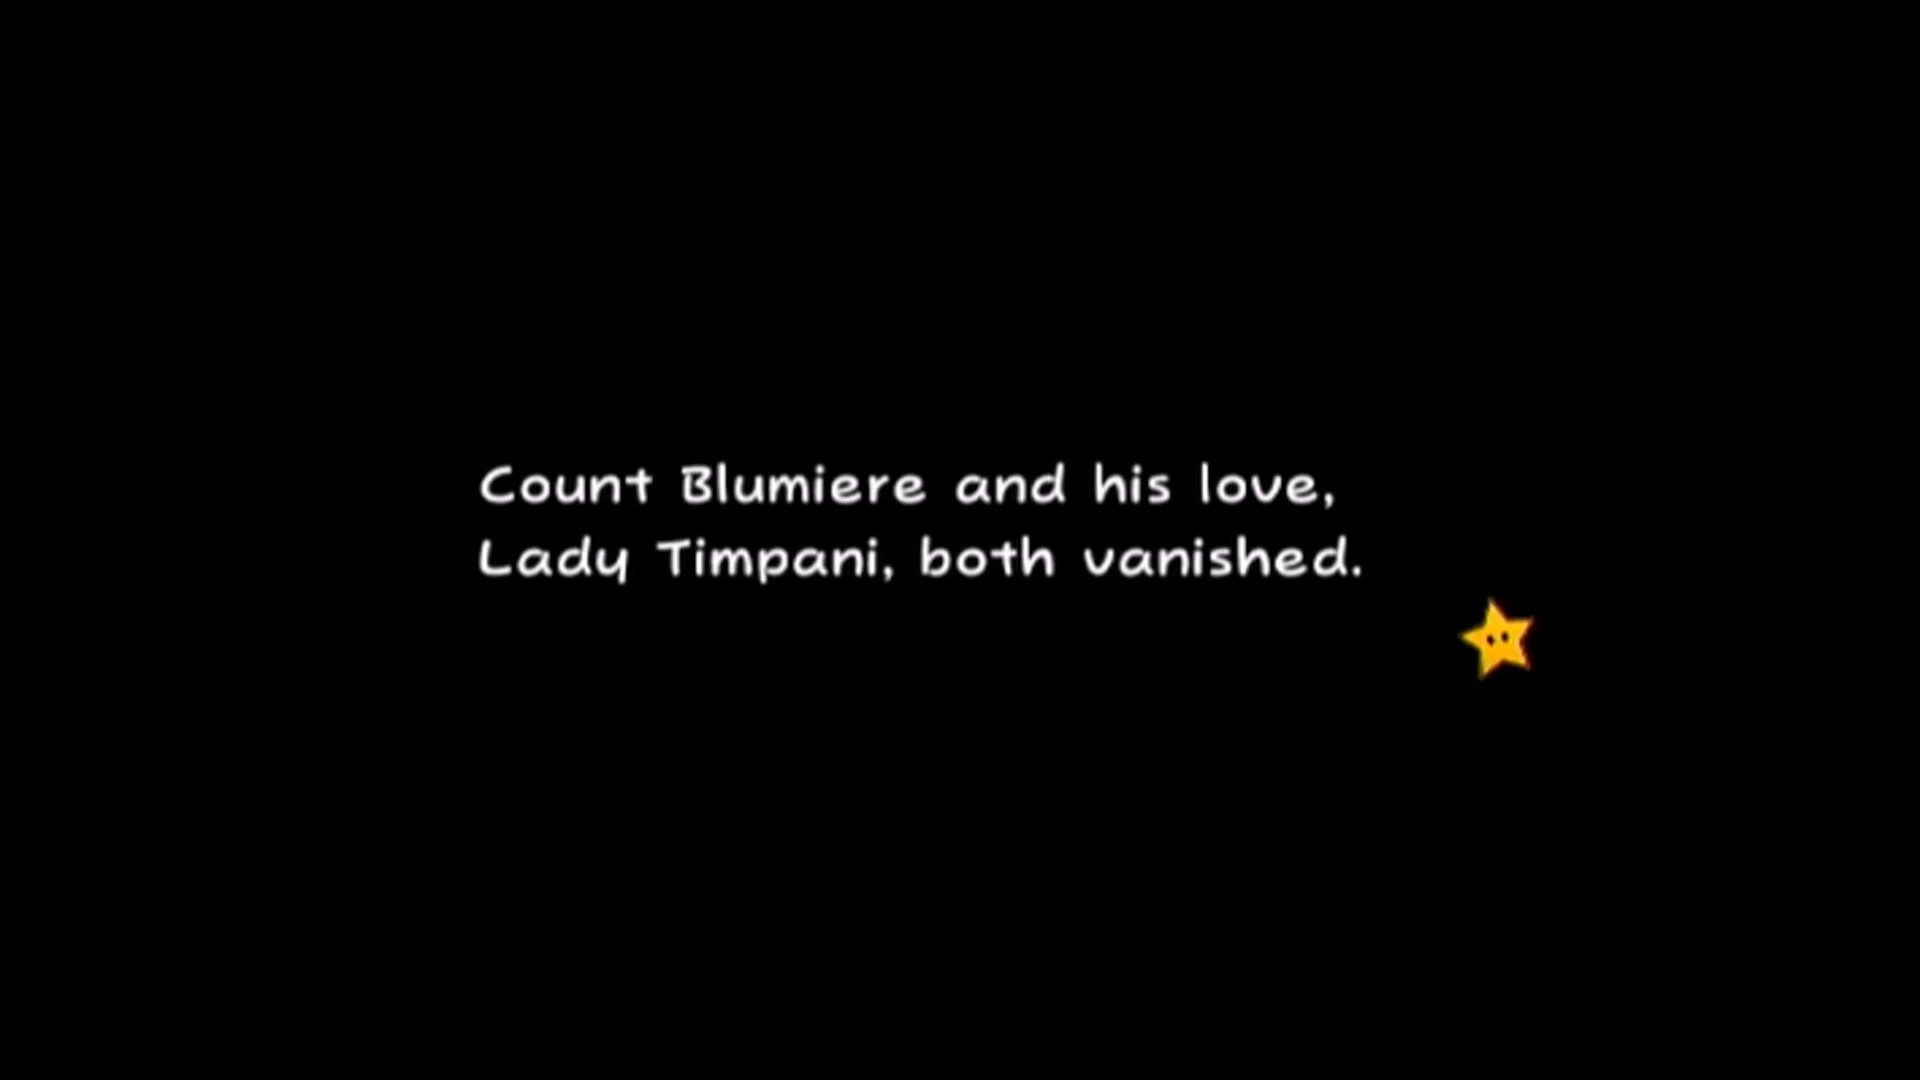 Count Blumiere and his love,
Lady Timpani, both vanished.